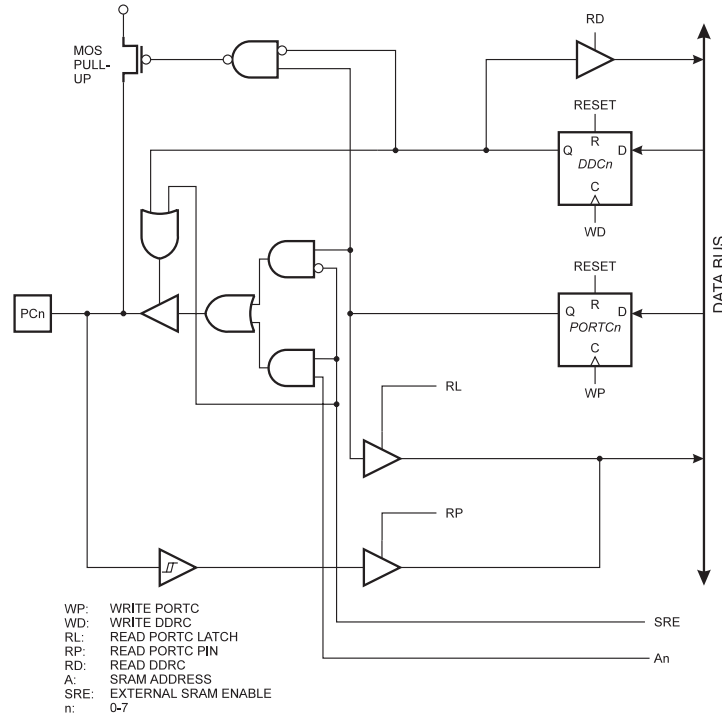 RD
MOS
PULL-
UP
RESET
R
Q
D
DDCn
C
WD
DATA BUS
RESET
R
Q
D
PORTCn
C
WP
PCn
RL
RP
SRE
An
WP: WRITE PORTC
WD: WRITE DDRC
RL: READ PORTC LATCH
RP: READ PORTC PIN
RD: READ DDRC
A: SRAM ADDRESS
SRE: EXTERNAL SRAM ENABLE
n: 0-7